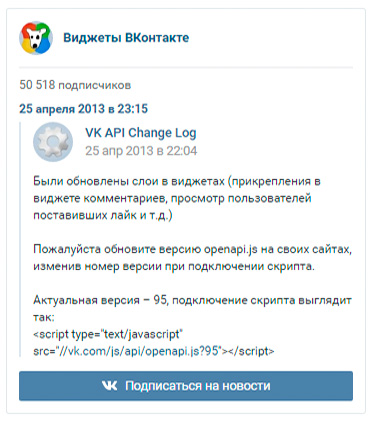 Виджеты ВКонтакте
50 518 подписчиков
25 апреля 2013 в 23:15
VK API Change Log
25 апр 2013 в 22:04
Были обновлены слои в виджетах (прикрепления в
виджете комментариев, просмотр пользователей
поставивших лайк и т.д.)
Пожалуйста обновите версию openapi.js на своих сайтах,
изменив номер версии при подключении скрипта.
Актуальная версия – 95, подключение скрипта выглядит
так:
<script type="text/javascript"
src="//vk.com/js/api/openapi.js?95"></script>
Подписаться на новости